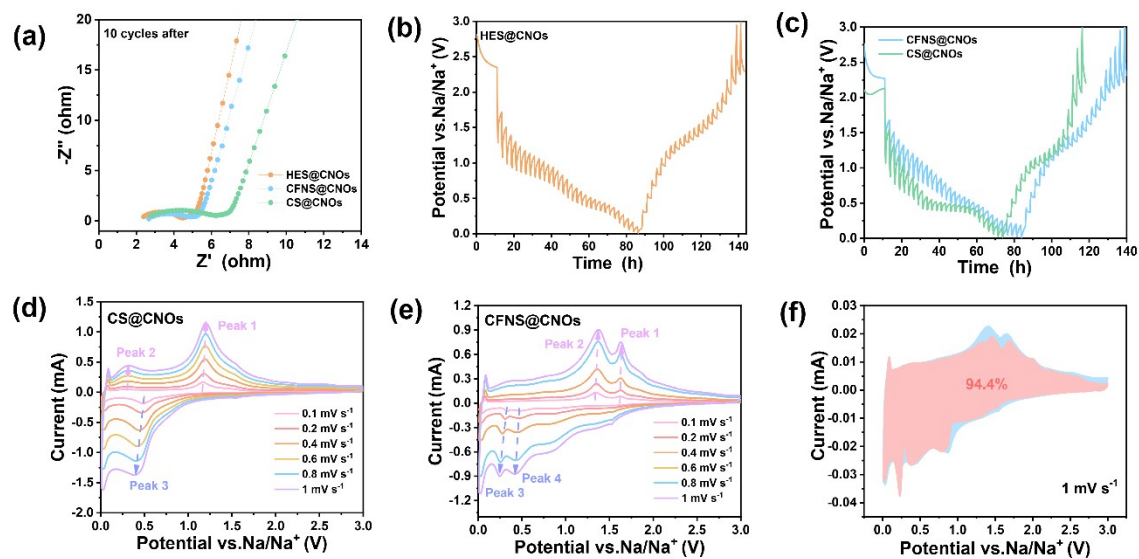 (a)
10 cycles after
20
15
10
5
0
-Z'' (ohm)
HES@CNOs
CFNS@CNOs
CS@CNOs
0 2 4 6 8 10 12 14
Z' (ohm)
(b)
HES@CNOs
3.0
2.5
2.0
1.5
1.0
0.5
0.0
Potential vs.Na/Na⁺ (V)
0 20 40 60 80 100 120 140
Time (h)
(c)
CFNS@CNOs
CS@CNOs
3.0
2.5
2.0
1.5
1.0
0.5
0.0
Potential vs.Na/Na⁺ (V)
0 20 40 60 80 100 120 140
Time (h)
(d)
CS@CNOs
Peak 1
Peak 2
Peak 3
1.5
1.0
0.5
0.0
-0.5
-1.0
-1.5
-2.0
Current (mA)
0.1 mV s⁻¹
0.2 mV s⁻¹
0.4 mV s⁻¹
0.6 mV s⁻¹
0.8 mV s⁻¹
1 mV s⁻¹
0.0 0.5 1.0 1.5 2.0 2.5 3.0
Potential vs.Na/Na⁺ (V)
(e)
CFNS@CNOs
Peak 2
Peak 1
Peak 4
Peak 3
1.2
0.9
0.6
0.3
0.0
-0.3
-0.6
-0.9
-1.2
Current (mA)
0.1 mV s⁻¹
0.2 mV s⁻¹
0.4 mV s⁻¹
0.6 mV s⁻¹
0.8 mV s⁻¹
1 mV s⁻¹
0.0 0.5 1.0 1.5 2.0 2.5 3.0
Potential vs.Na/Na⁺ (V)
(f)
0.03
0.02
0.01
0.00
-0.01
-0.02
-0.03
-0.04
Current (mA)
94.4%
1 mV s⁻¹
0.0 0.5 1.0 1.5 2.0 2.5 3.0
Potential vs.Na/Na⁺ (V)